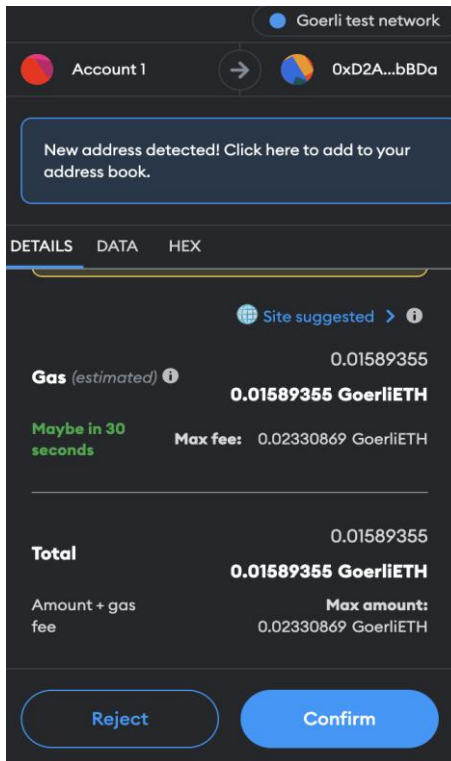 Goerli test network
Account 1
0xD2A...bBDa
New address detected! Click here to add to your
address book.
DETAILS DATA HEX
Site suggested >
0.01589355
Gas (estimated)
0.01589355 GoerliETH
Maybe in 30
seconds
Max fee: 0.02330869 GoerliETH
0.01589355
Total
0.01589355 GoerliETH
Amount + gas
fee
Max amount:
0.02330869 GoerliETH
Reject
Confirm